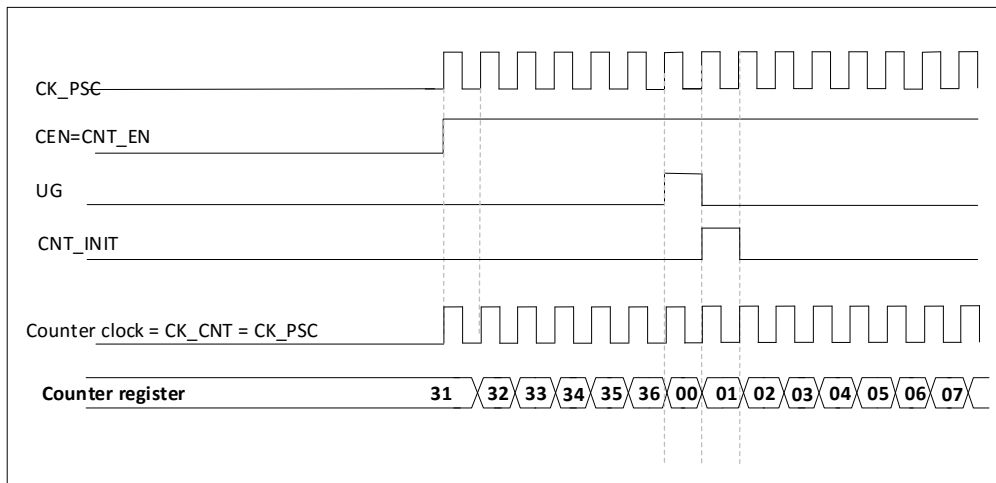 CK_PSC
CEN=CNT_EN
UG
CNT_INIT
Counter clock = CK_CNT = CK_PSC
Counter register 31 32 33 34 35 36 00 01 02 03 04 05 06 07